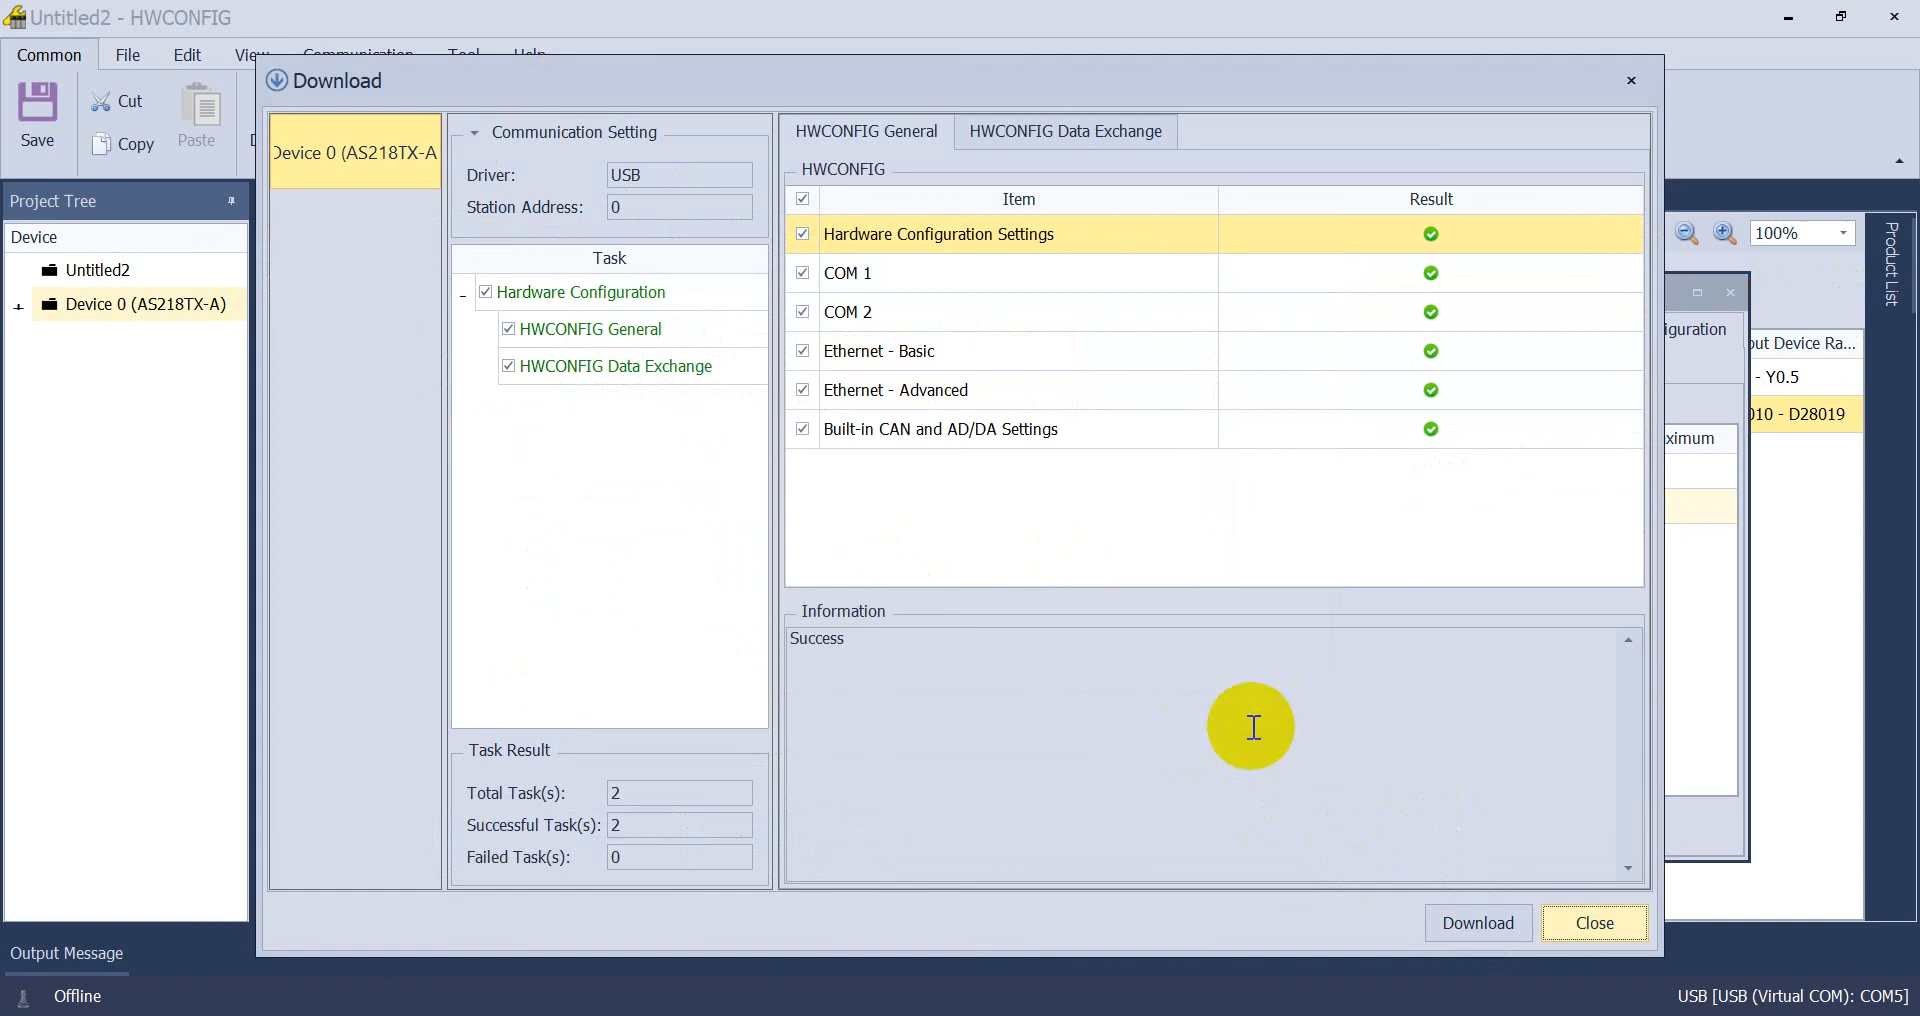 Untitled2 - HWCONFIG
Common File Edit View Communication Tool Help
Save
Cut
Copy
Paste
Download
×
Project Tree
Device
Untitled2
Device 0 (AS218TX-A)
Device 0 (AS218TX-A
Communication Setting
Driver: USB
Station Address: 0
Task
Hardware Configuration
HWCONFIG General
HWCONFIG Data Exchange
Task Result
Total Task(s): 2
Successful Task(s): 2
Failed Task(s): 0
HWCONFIG General HWCONFIG Data Exchange
HWCONFIG
Item Result
Hardware Configuration Settings
COM 1
COM 2
Ethernet - Basic
Ethernet - Advanced
Built-in CAN and AD/DA Settings
Information
Success
Download Close
100%
Product List
iguration
put Device Ra...
- Y0.5
010 - D28019
ximum
Output Message
Offline
USB [USB (Virtual COM): COM5]